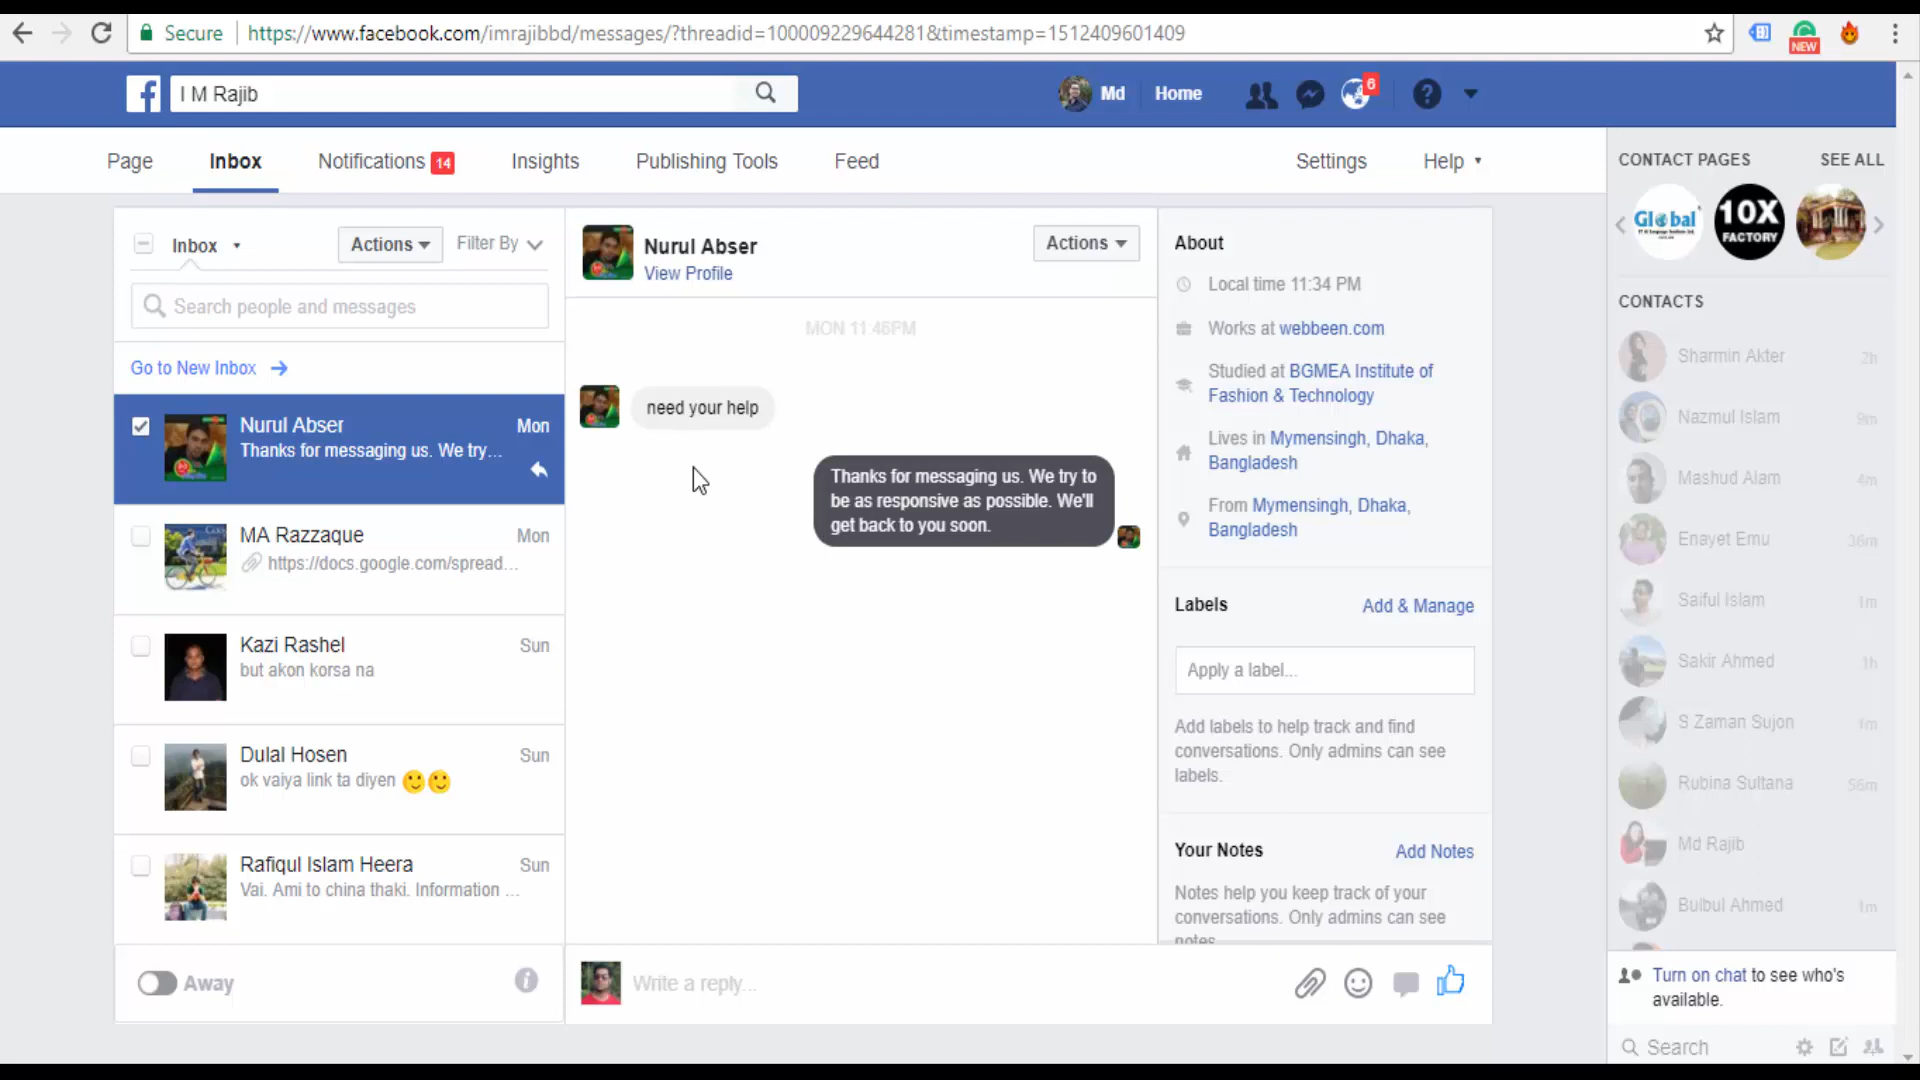 Secure
https://www.facebook.com/imrajibbd/messages/?threadid=100009229644281&timestamp=1512409601409
NEW
I M Rajib
Md
Home
6
Page
Inbox
Notifications 14
Insights
Publishing Tools
Feed
Settings
Help
Inbox
Actions
Filter By
Search people and messages
Go to New Inbox
Nurul Abser
Mon
Thanks for messaging us. We try...
MA Razzaque
Mon
https://docs.google.com/spread...
Kazi Rashel
Sun
but akon korsa na
Dulal Hosen
Sun
ok vaiya link ta diyen 🙂🙂
Rafiqul Islam Heera
Sun
Vai. Ami to china thaki. Information ...
Away
Nurul Abser
View Profile
Actions
MON 11:46PM
need your help
Thanks for messaging us. We try to
be as responsive as possible. We'll
get back to you soon.
Write a reply...
About
Local time 11:34 PM
Works at webbeen.com
Studied at BGMEA Institute of
Fashion & Technology
Lives in Mymensingh, Dhaka,
Bangladesh
From Mymensingh, Dhaka,
Bangladesh
Labels
Add & Manage
Apply a label...
Add labels to help track and find
conversations. Only admins can see
labels.
Your Notes
Add Notes
Notes help you keep track of your
conversations. Only admins can see
notes.
CONTACT PAGES
SEE ALL
Global
10X
FACTORY
CONTACTS
Sharmin Akter
2h
Nazmul Islam
9m
Mashud Alam
4m
Enayet Emu
36m
Saiful Islam
1m
Sakir Ahmed
1h
S Zaman Sujon
1m
Rubina Sultana
56m
Md Rajib
Bulbul Ahmed
1m
Turn on chat to see who's
available.
Search